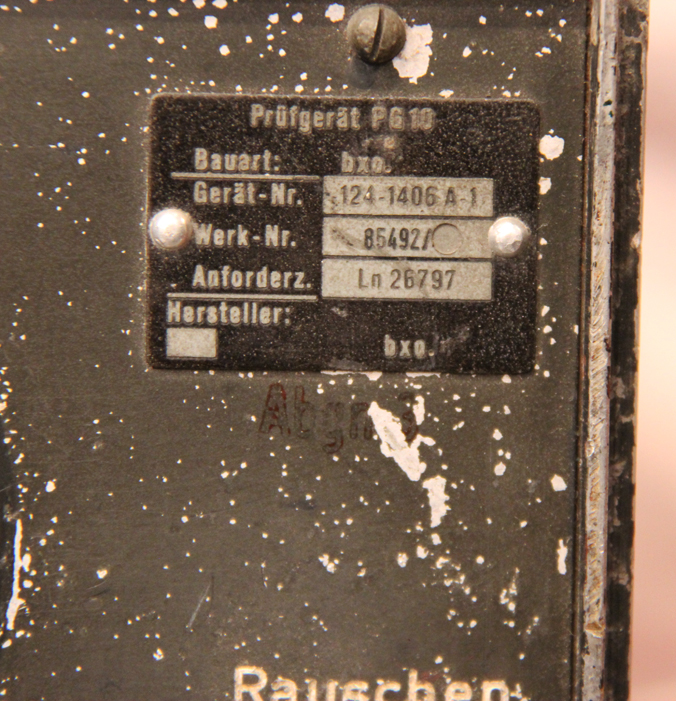 Prüfgerät PG10
Bauart: bxo.
Gerät-Nr. 124-1406 A-1
Werk-Nr. 85492/
Anforderz. Ln 26797
Hersteller:
bxo.
Rauschen